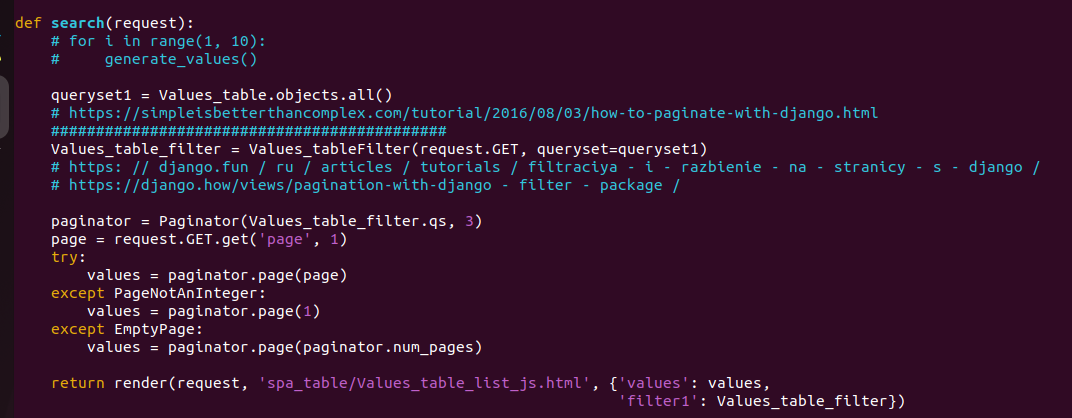 def search(request):
    # for i in range(1, 10):
    #     generate_values()

    queryset1 = Values_table.objects.all()
    # https://simpleisbetterthancomplex.com/tutorial/2016/08/03/how-to-paginate-with-django.html
    ############################################
    Values_table_filter = Values_tableFilter(request.GET, queryset=queryset1)
    # https: // django.fun / ru / articles / tutorials / filtraciya - i - razbienie - na - stranicy - s - django /
    # https://django.how/views/pagination-with-django - filter - package /

    paginator = Paginator(Values_table_filter.qs, 3)
    page = request.GET.get('page', 1)
    try:
        values = paginator.page(page)
    except PageNotAnInteger:
        values = paginator.page(1)
    except EmptyPage:
        values = paginator.page(paginator.num_pages)

    return render(request, 'spa_table/Values_table_list_js.html', {'values': values,
                                                                   'filter1': Values_table_filter})